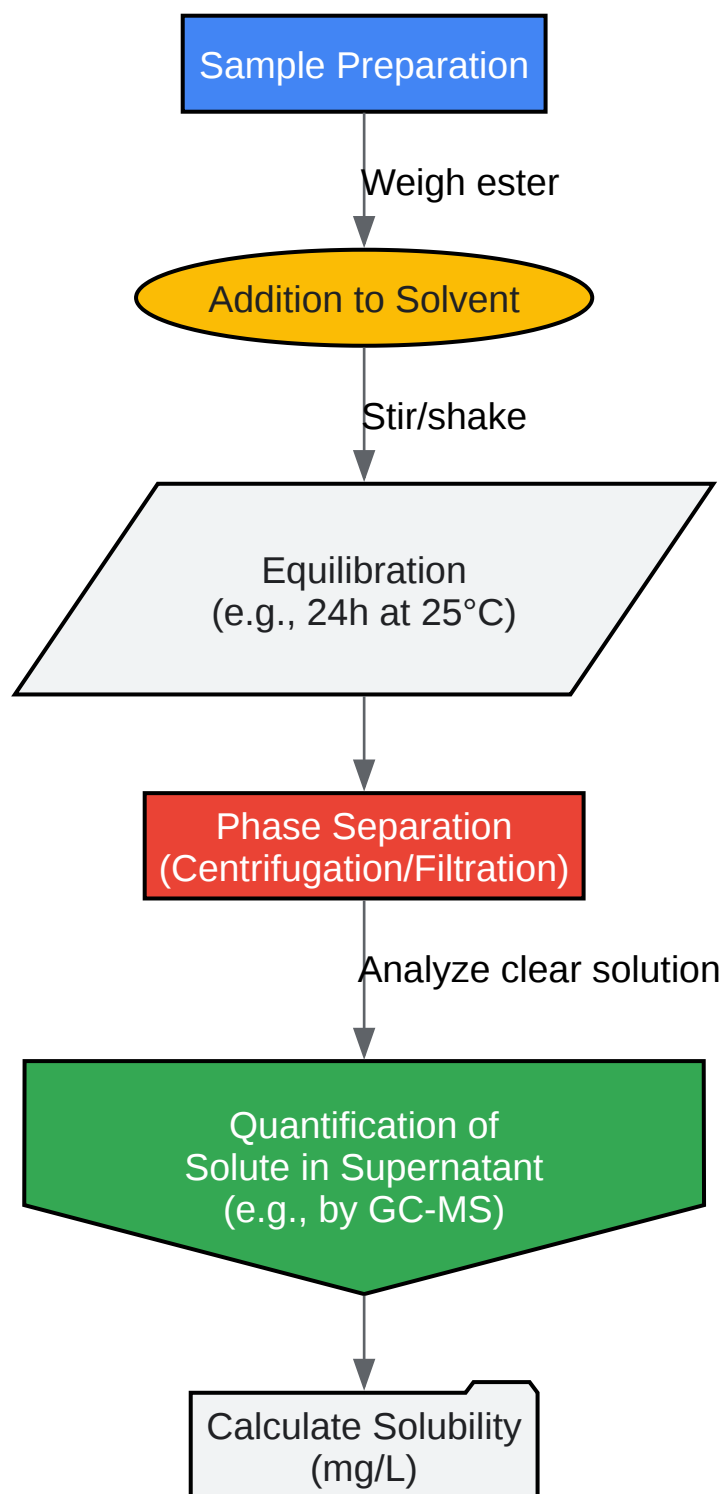 Sample Preparation
Weigh ester
Addition to Solvent
Stir/shake
Equilibration
(e.g., 24h at 25°C)
Phase Separation
(Centrifugation/Filtration)
Analyze clear solution
Quantification of
Solute in Supernatant
(e.g., by GC-MS)
Calculate Solubility
(mg/L)